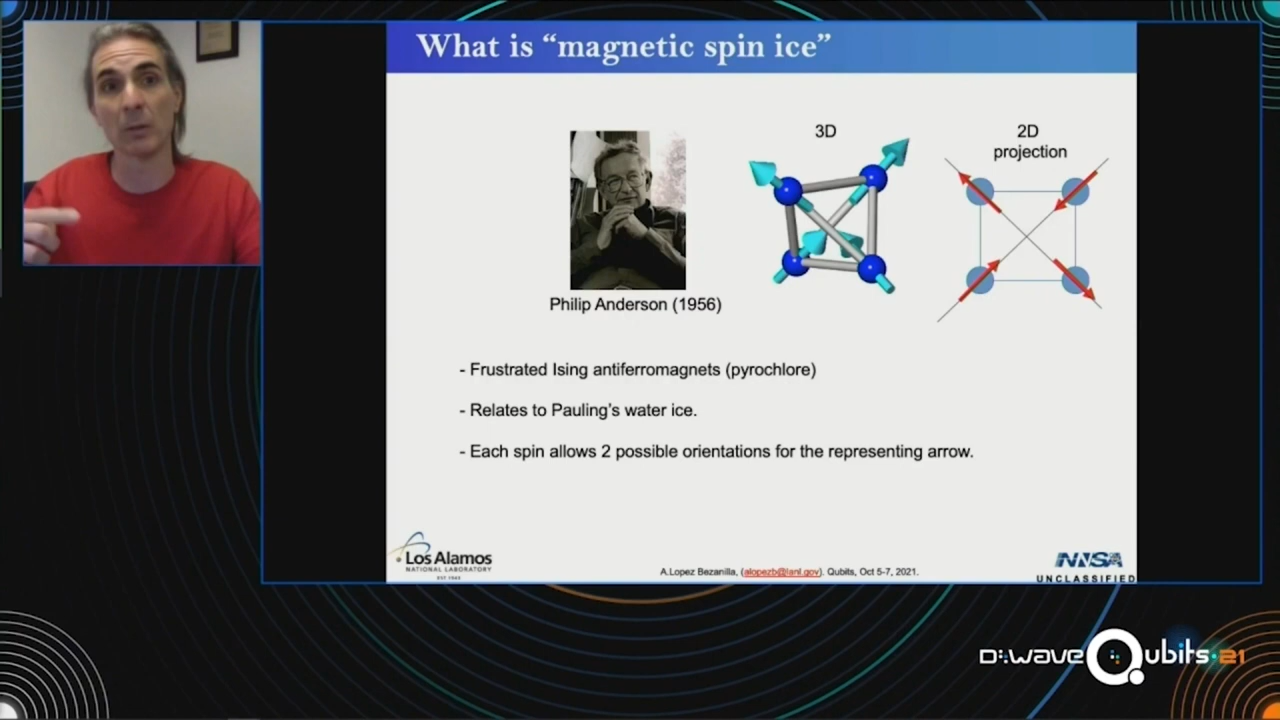 What is “magnetic spin ice”
3D
2D
projection
Philip Anderson (1956)
- Frustrated Ising antiferromagnets (pyrochlore)
- Relates to Pauling’s water ice.
- Each spin allows 2 possible orientations for the representing arrow.
Los Alamos
NATIONAL LABORATORY
EST. 1943
A.Lopez Bezanilla, (alopezb@lanl.gov). Qubits, Oct 5-7, 2021.
NNSA
UNCLASSIFIED
D:wave Qubits 21